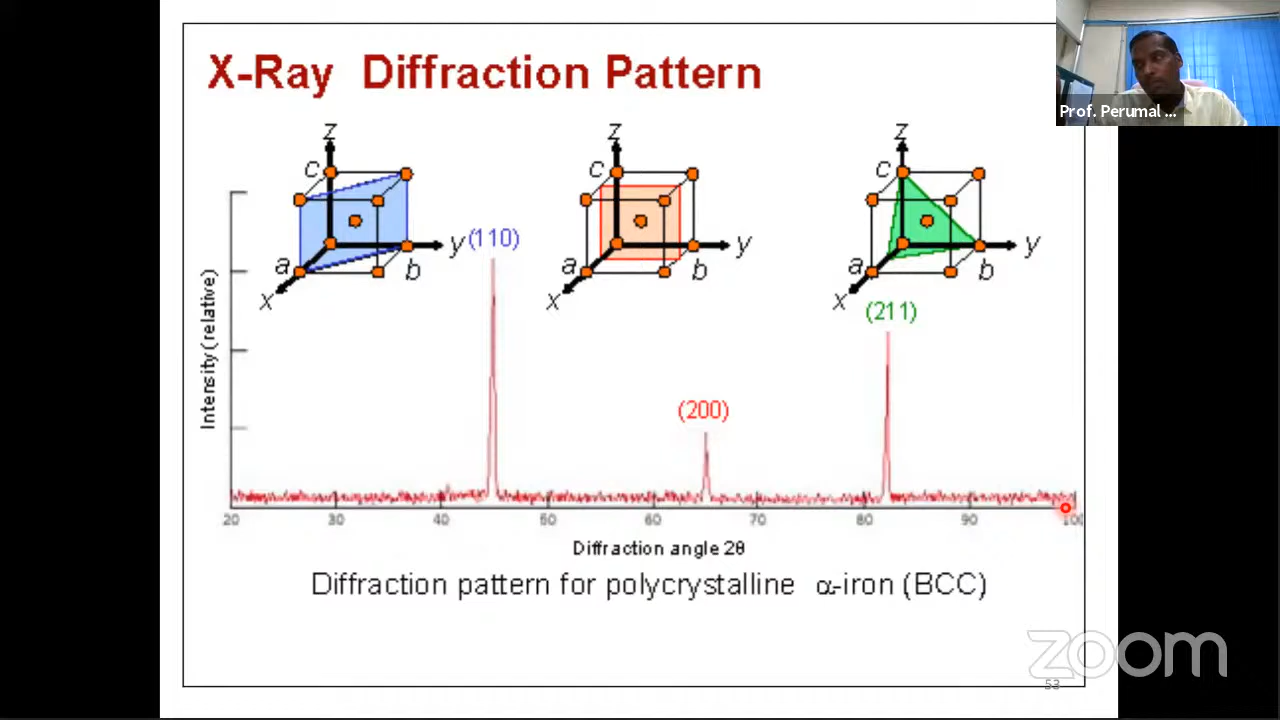 X-Ray Diffraction Pattern
Prof. Perumal ...
z
z
z
c
c
c
y
(110)
y
y
a
b
a
b
a
b
x
x
x
(211)
Intensity(relative)
(200)
20 30 40 50 60 70 80 90 100
Diffraction angle 2θ
Diffraction pattern for polycrystalline α-iron (BCC)
zoom
53